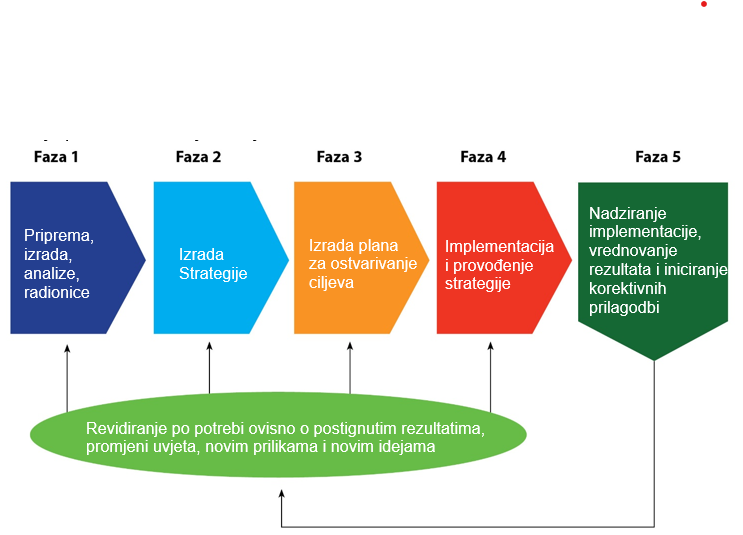 Faza 1
Faza 2
Faza 3
Faza 4
Faza 5
Priprema,
izrada,
analize,
radionice
Izrada
Strategije
Izrada plana
za ostvarivanje
ciljeva
Implementacija
i provođenje
strategije
Nadziranje
implementacije,
vrednovanje
rezultata i iniciranje
korektivnih
prilagodbi
Revidiranje po potrebi ovisno o postignutim rezultatima,
promjeni uvjeta, novim prilikama i novim idejama